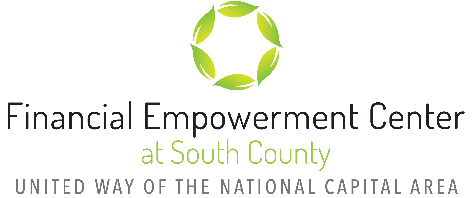 Financial Empowerment Center
at South County
UNITED WAY OF THE NATIONAL CAPITAL AREA